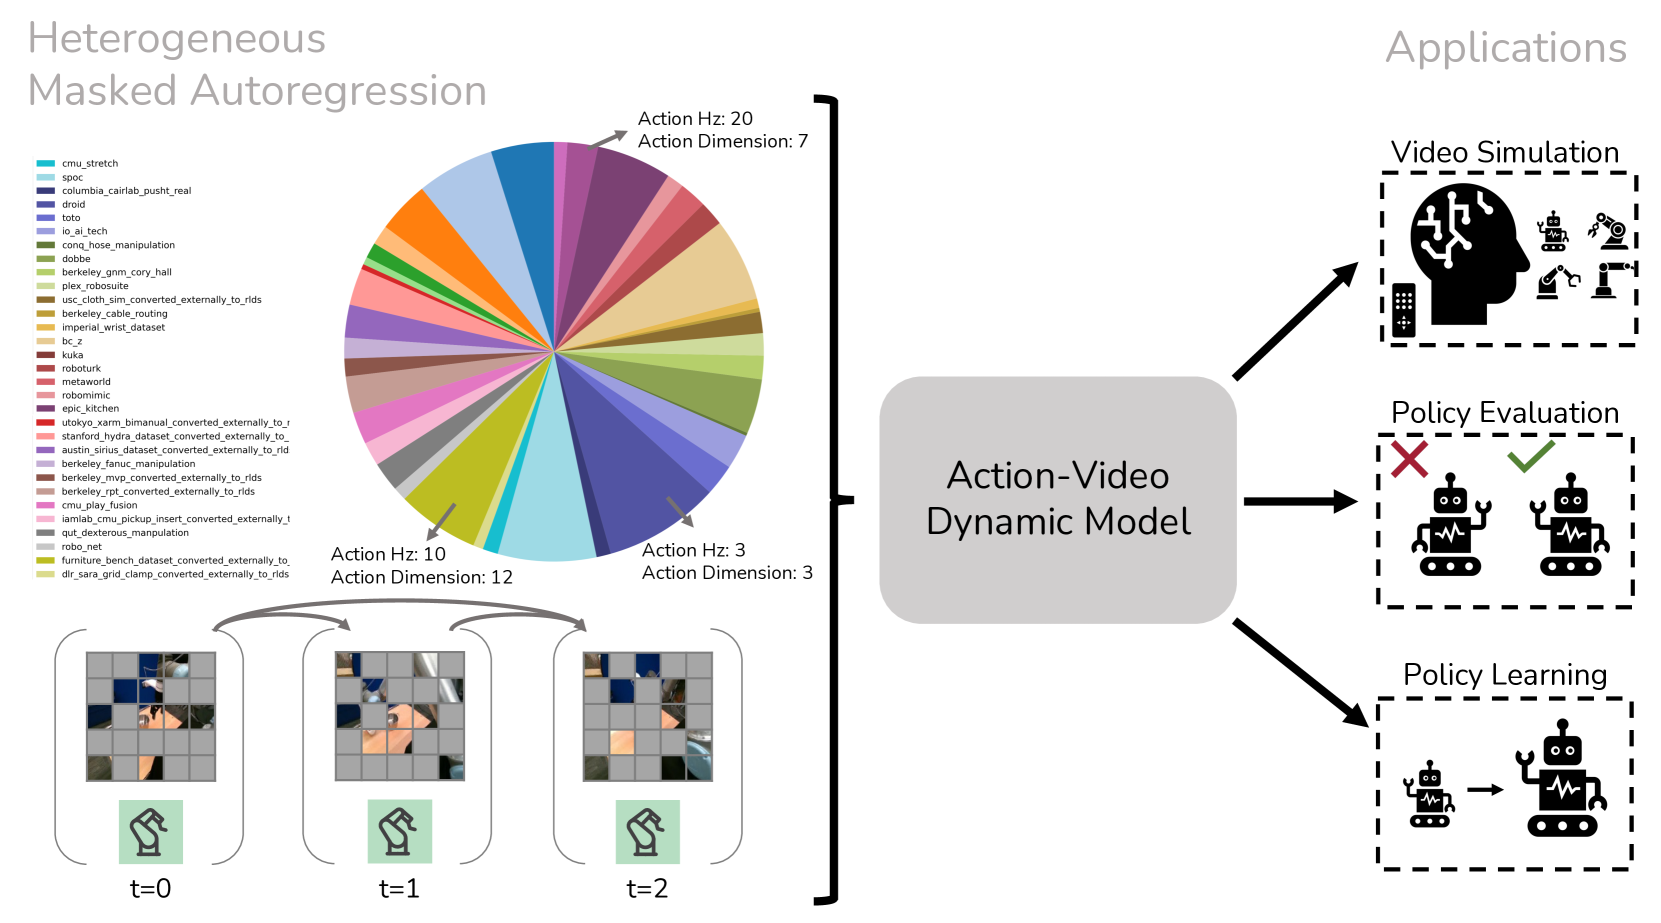 Heterogeneous
Masked Autoregression
Applications
Action Hz: 20
Action Dimension: 7
cmu_stretch
spoc
columbia_cairlab_pusht_real
droid
toto
io_ai_tech
conq_hose_manipulation
dobbe
berkeley_gnm_cory_hall
plex_robosuite
usc_cloth_sim_converted_externally_to_rlds
berkeley_cable_routing
imperial_wrist_dataset
bc_z
kuka
roboturk
metaworld
robomimic
epic_kitchen
utokyo_xarm_bimanual_converted_externally_to_r
stanford_hydra_dataset_converted_externally_to_
austin_sirius_dataset_converted_externally_to_rld
berkeley_fanuc_manipulation
berkeley_mvp_converted_externally_to_rlds
berkeley_rpt_converted_externally_to_rlds
cmu_play_fusion
iamlab_cmu_pickup_insert_converted_externally_t
qut_dexterous_manpulation
robo_net
furniture_bench_dataset_converted_externally_to_
dlr_sara_grid_clamp_converted_externally_to_rlds
Action Hz: 10
Action Dimension: 12
Action Hz: 3
Action Dimension: 3
t=0
t=1
t=2
Action-Video
Dynamic Model
Video Simulation
Policy Evaluation
Policy Learning